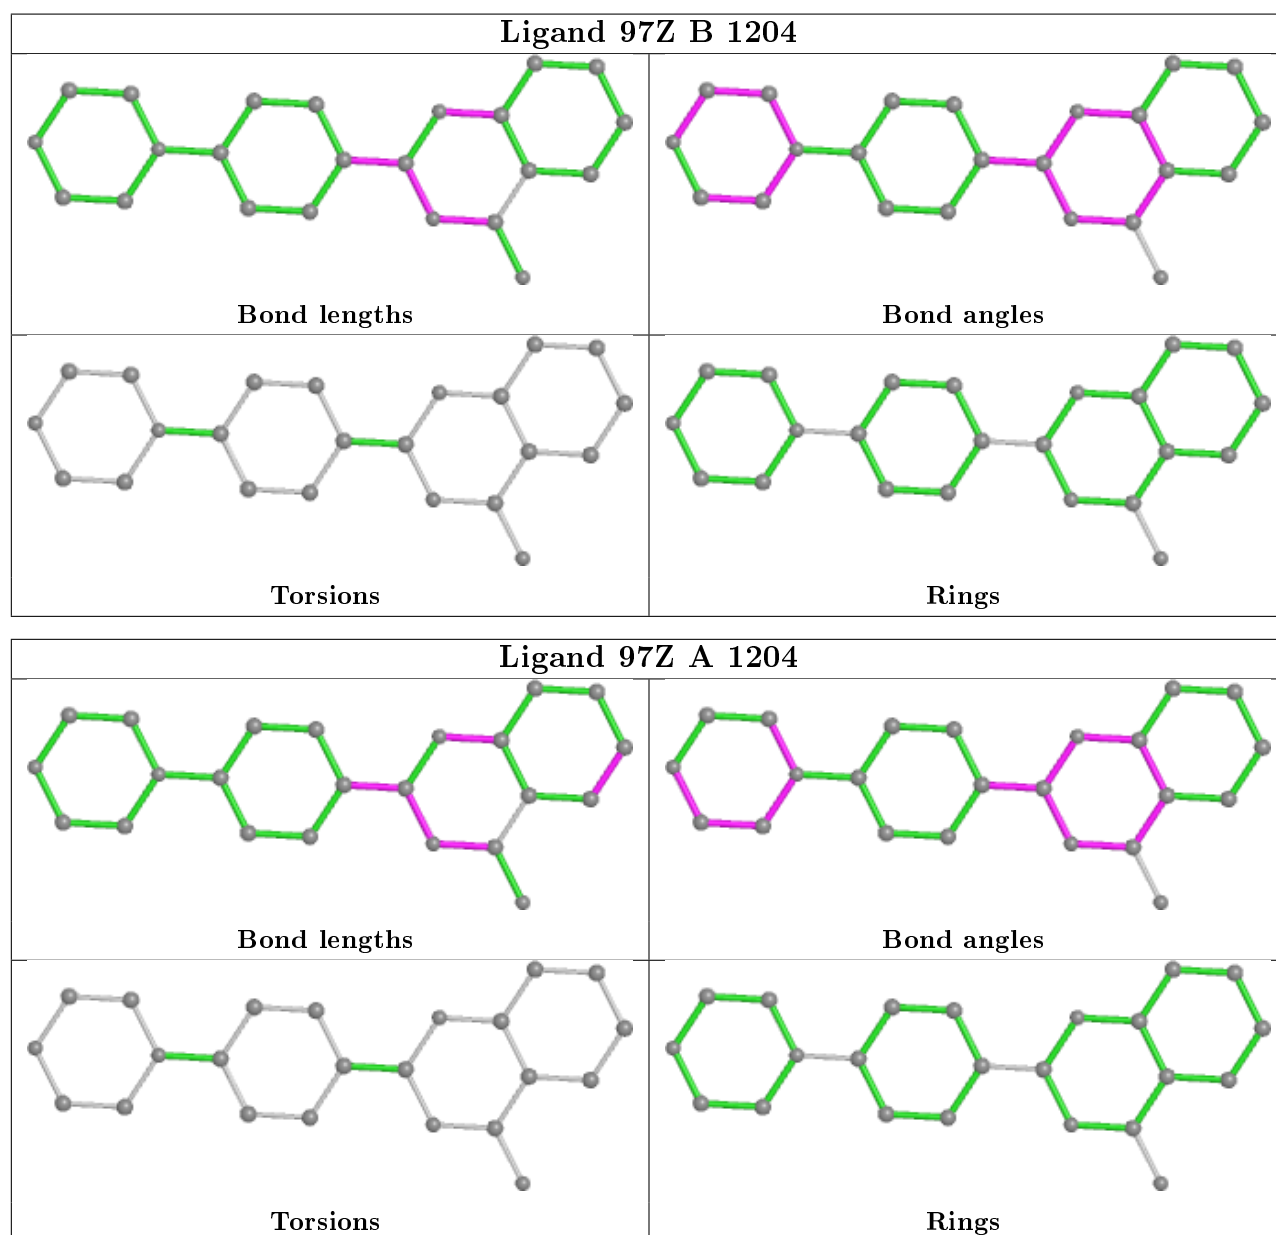 Ligand 97Z B 1204
Bond lengths
Bond angles
Torsions
Rings
Ligand 97Z A 1204
Bond lengths
Bond angles
Torsions
Rings